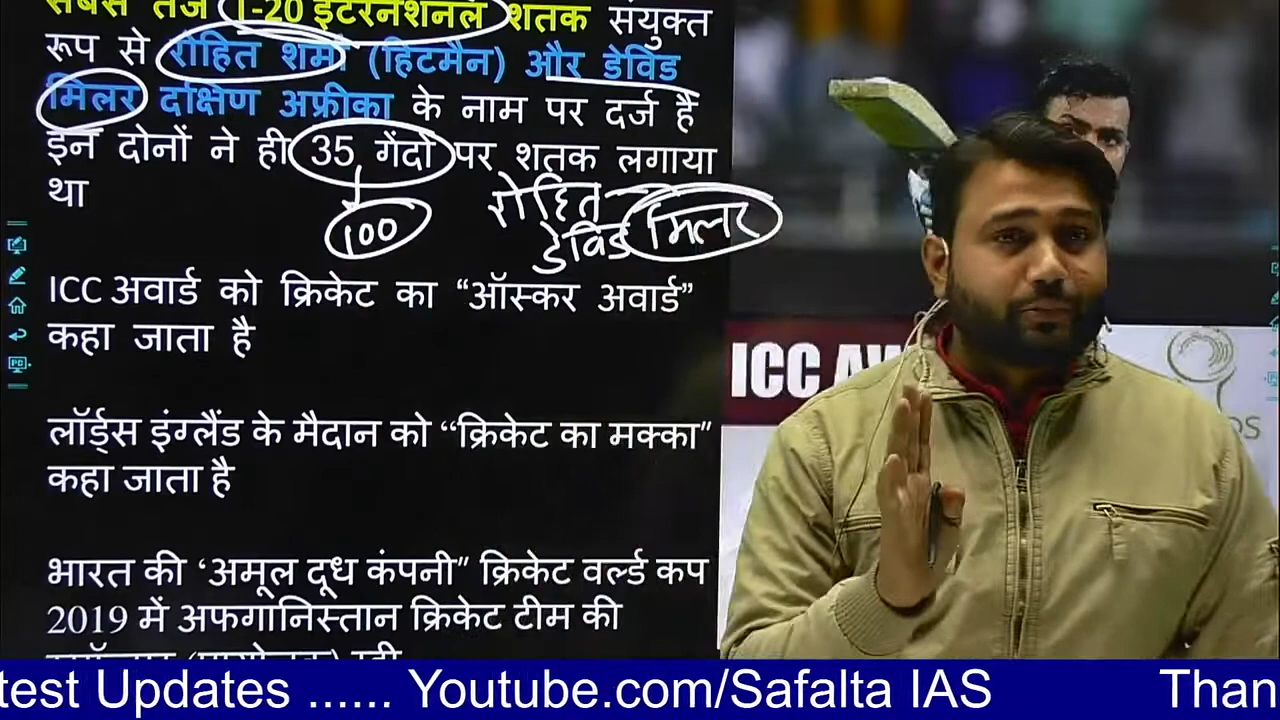 सबसे तेज T-20 इंटरनेशनल शतक संयुक्त
रूप से रोहित शर्मा (हिटमैन) और डेविड
मिलर दक्षिण अफ्रीका के नाम पर दर्ज है
इन दोनों ने ही 35 गेंदों पर शतक लगाया
था
100
रोहित
डेविड मिलर
ICC अवार्ड को क्रिकेट का “ऑस्कर अवार्ड”
कहा जाता है
लॉर्ड्स इंग्लैंड के मैदान को “क्रिकेट का मक्का”
कहा जाता है
भारत की ‘अमूल दूध कंपनी” क्रिकेट वर्ल्ड कप
2019 में अफगानिस्तान क्रिकेट टीम की
ICC
test Updates ...... Youtube.com/Safalta IAS Than